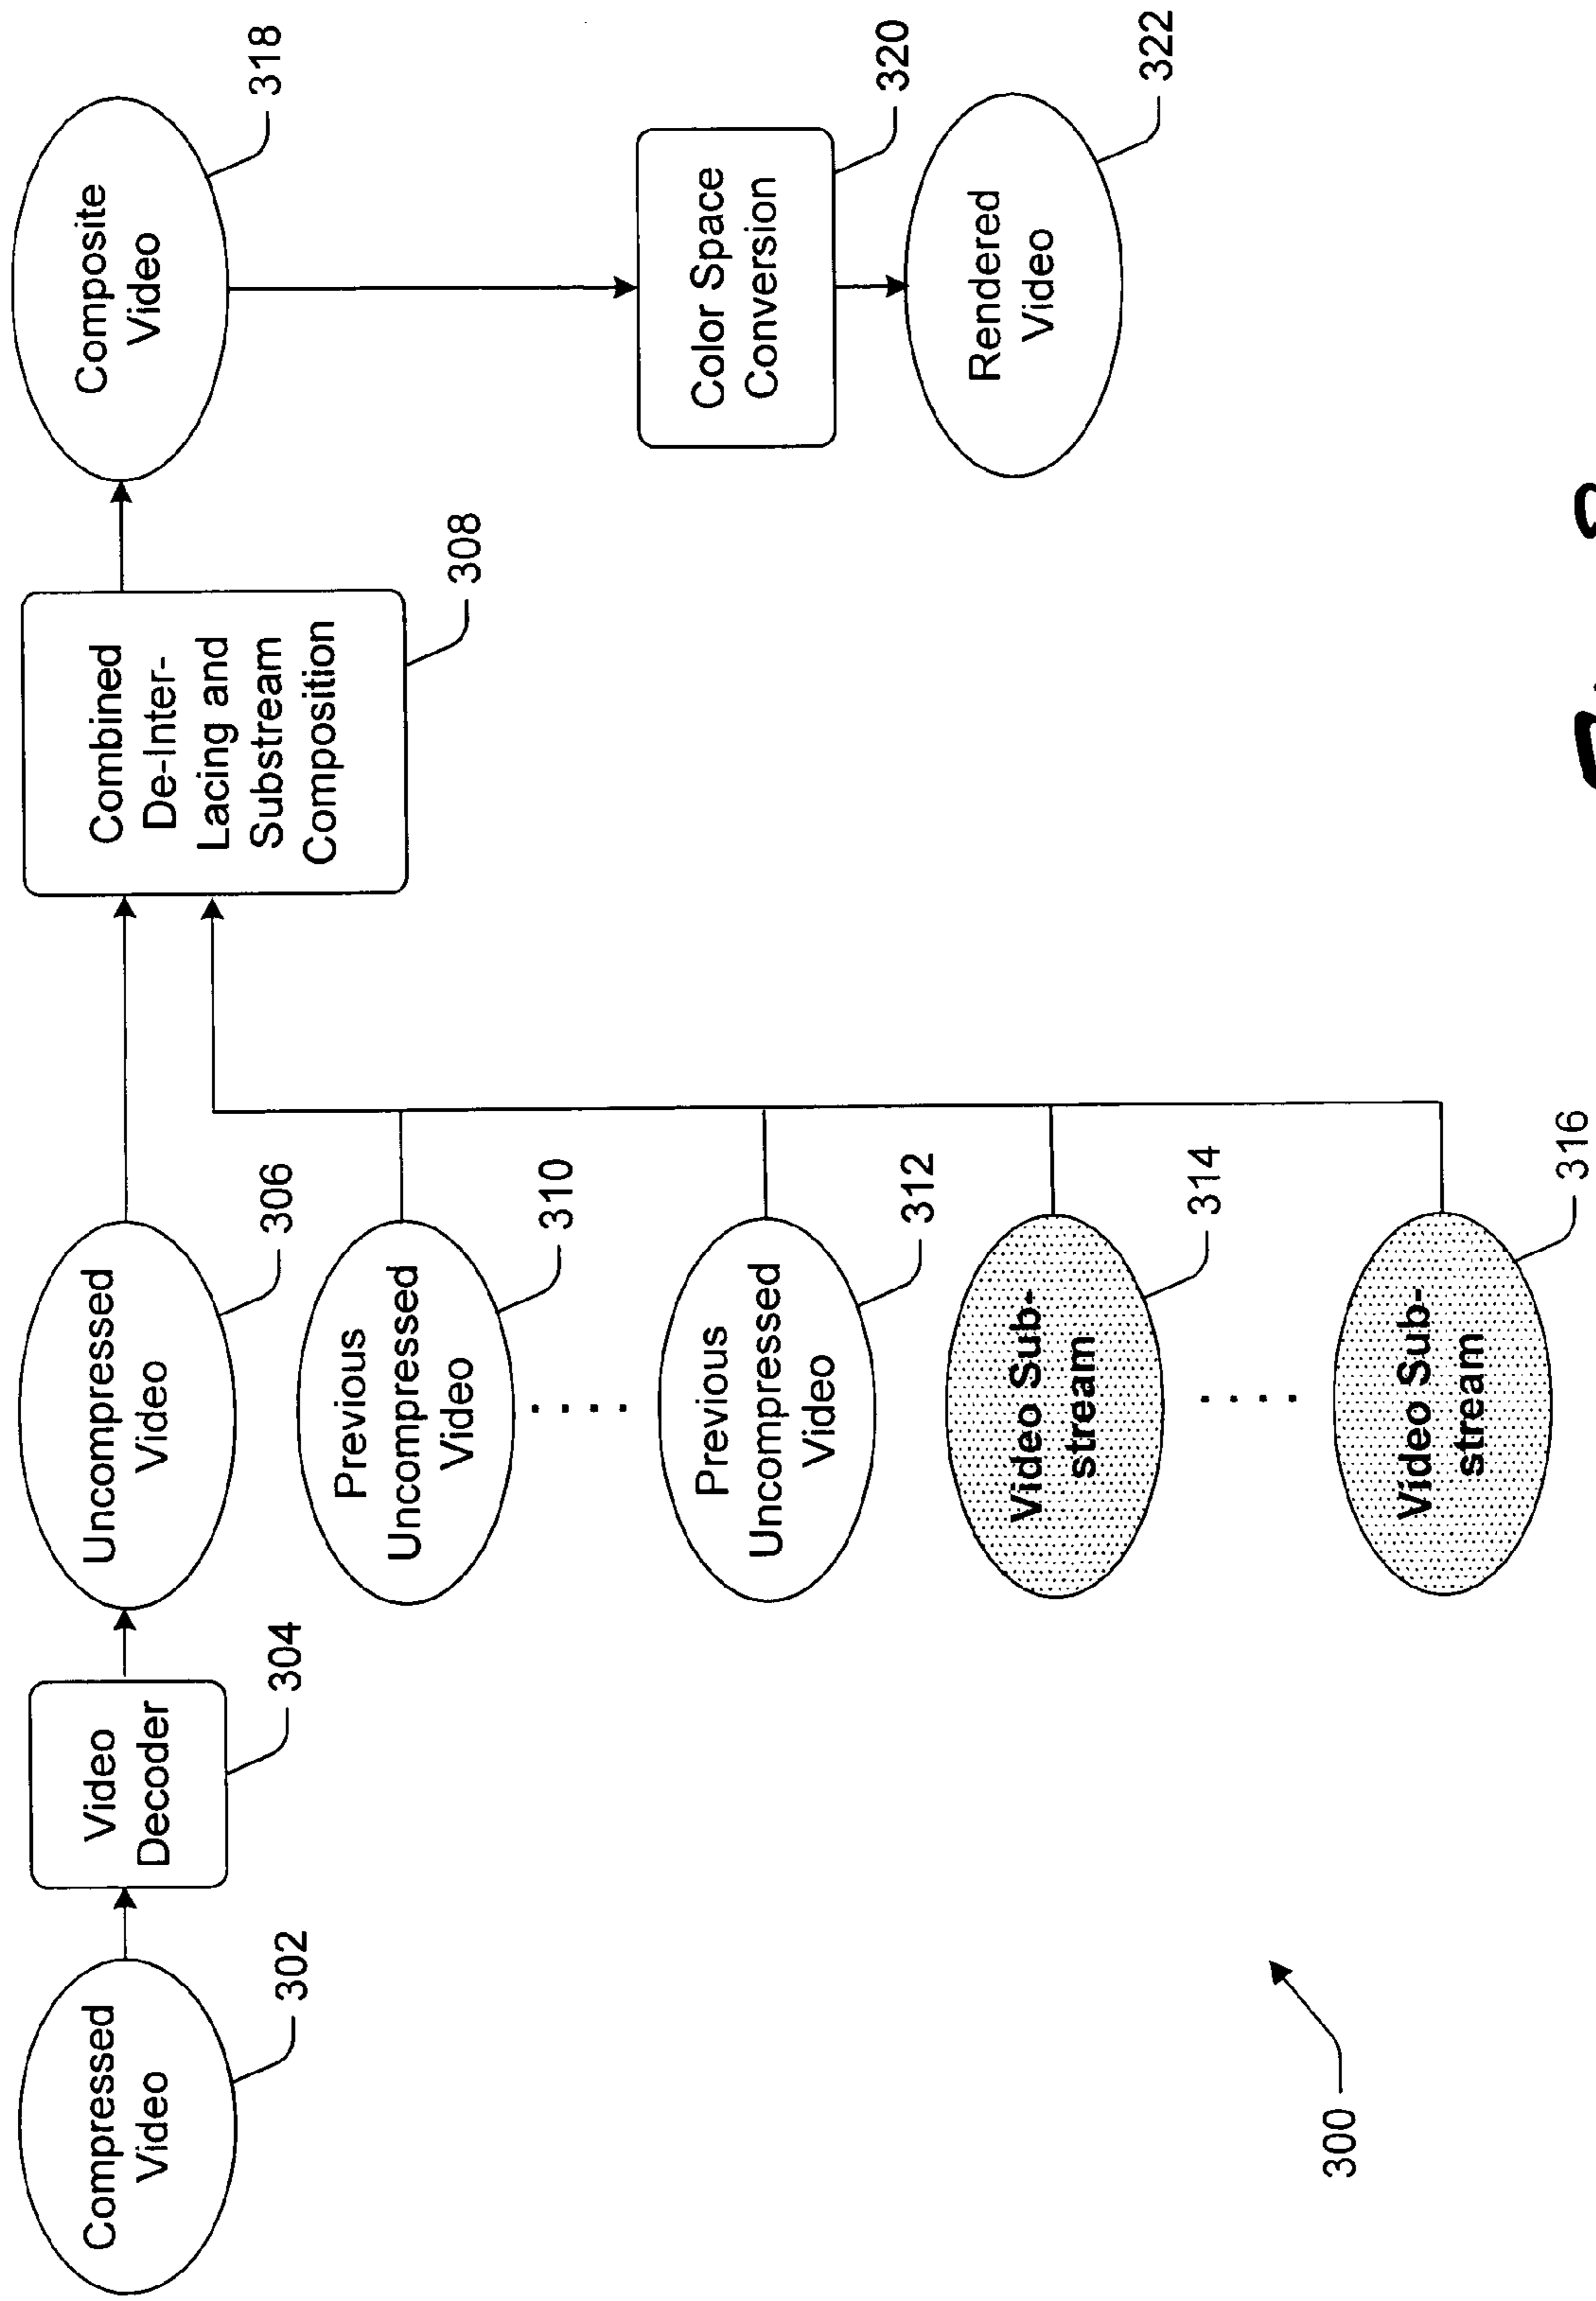 Compressed
Video
302
Video
Decoder
304
Uncompressed
Video
306
Previous
Uncompressed
Video
310
. . . .
Previous
Uncompressed
Video
312
Video Sub-
stream
314
. . . .
Video Sub-
stream
316
Combined
De-Inter-
Lacing and
Substream
Composition
308
Composite
Video
318
Color Space
Conversion
320
Rendered
Video
322
300